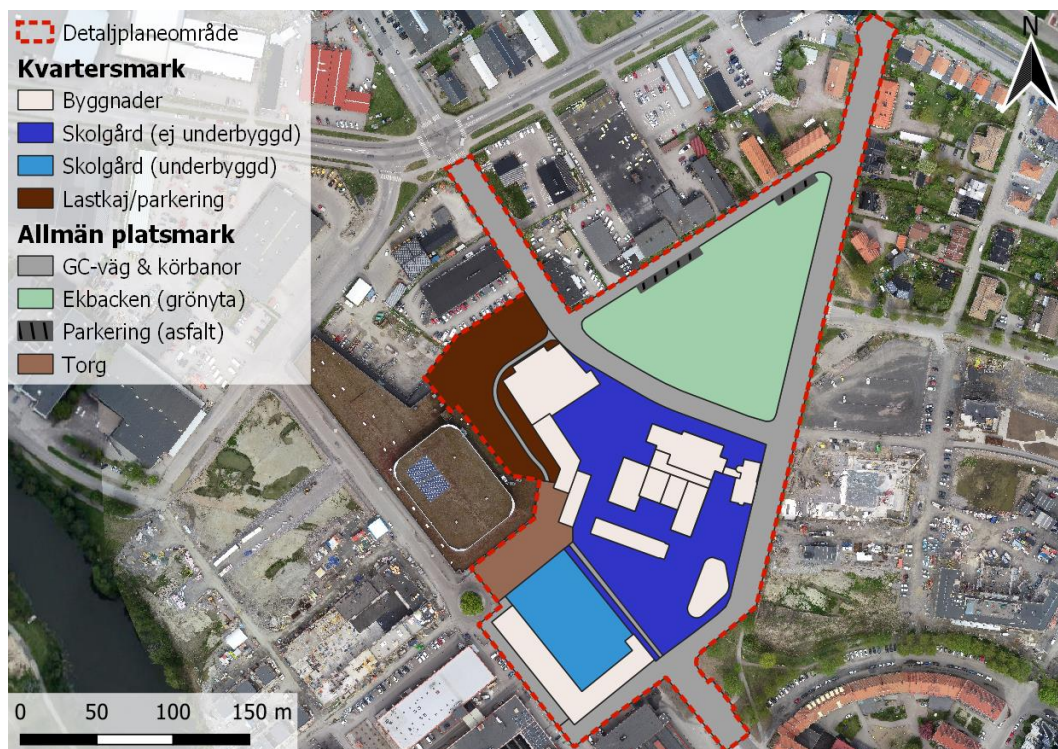 Detaljplaneområde
Kvartersmark
Byggnader
Skolgård (ej underbyggd)
Skolgård (underbyggd)
Lastkaj/parkering
Allmän platsmark
GC-väg & körbanor
Ekbacken (grönyta)
Parkering (asfalt)
Torg
N
0 50 100 150 m